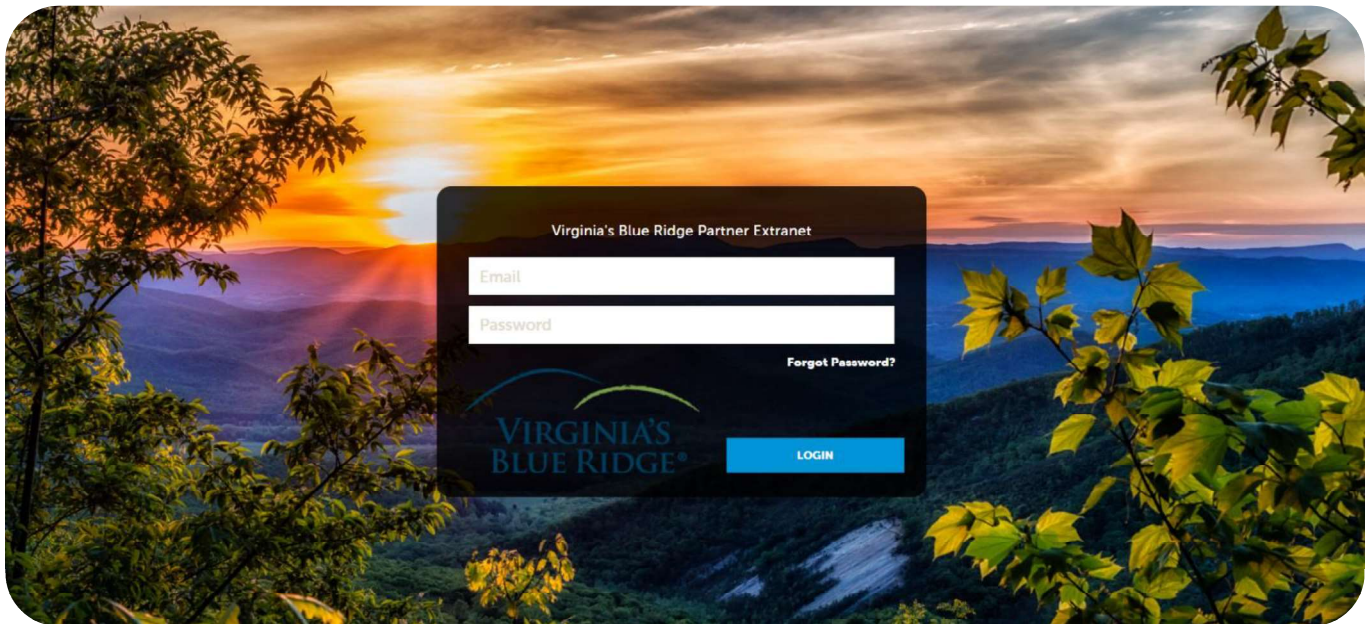 Virginia's Blue Ridge Partner Extranet
Email
Password
Forgot Password?
VIRGINIA'S
BLUE RIDGE®
LOGIN